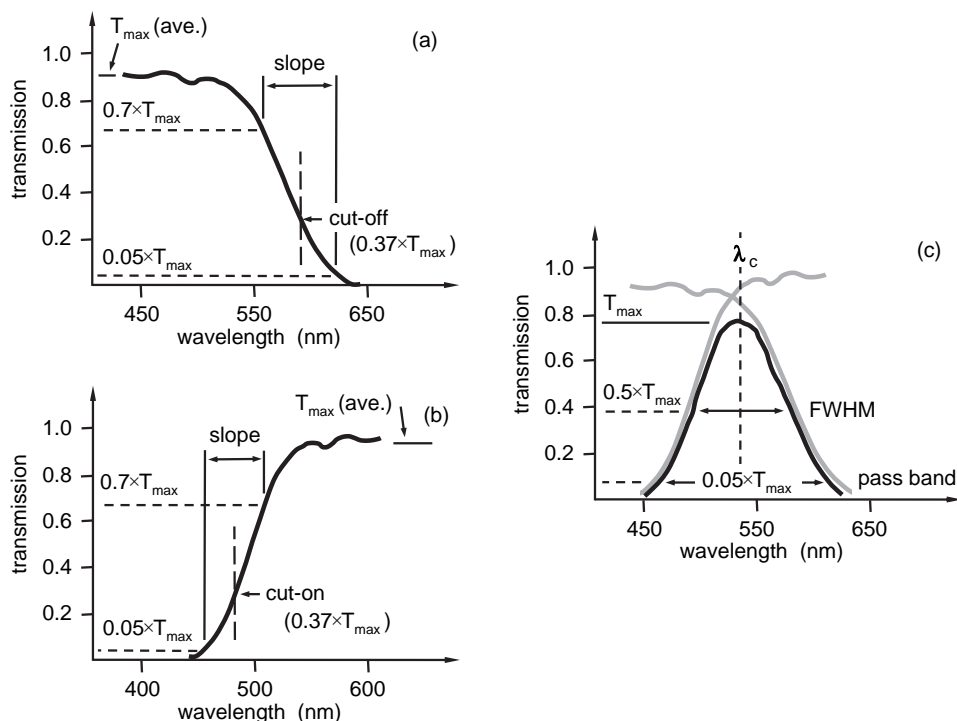 (a)
T_max (ave.)
slope
transmission
1.0
0.8
0.6
0.4
0.2
0.7×T_max
0.05×T_max
cut-off
(0.37×T_max)
450 550 650
wavelength (nm)
(b)
T_max (ave.)
slope
transmission
1.0
0.8
0.6
0.4
0.2
0.7×T_max
0.05×T_max
cut-on
(0.37×T_max)
400 450 500 550 600
wavelength (nm)
(c)
λ_c
transmission
1.0
0.8
0.6
0.4
0.2
T_max
0.5×T_max
FWHM
0.05×T_max
pass band
450 550 650
wavelength (nm)